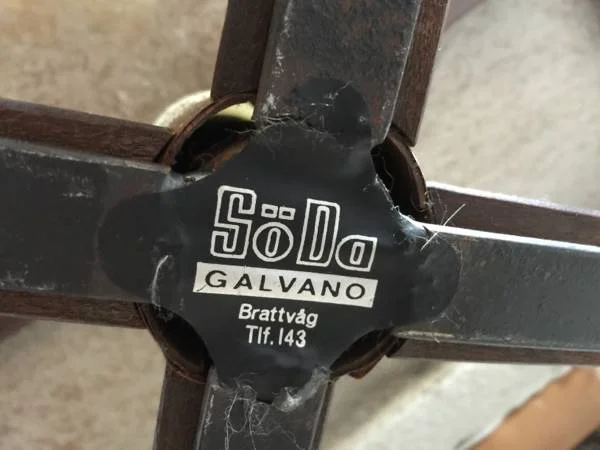 SöDa
GALVANO
Brattvåg
Tlf. 143